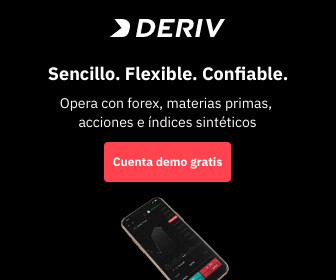 DERIV
Sencillo. Flexible. Confiable.
Opera con forex, materias primas,
acciones e índices sintéticos
Cuenta demo gratis